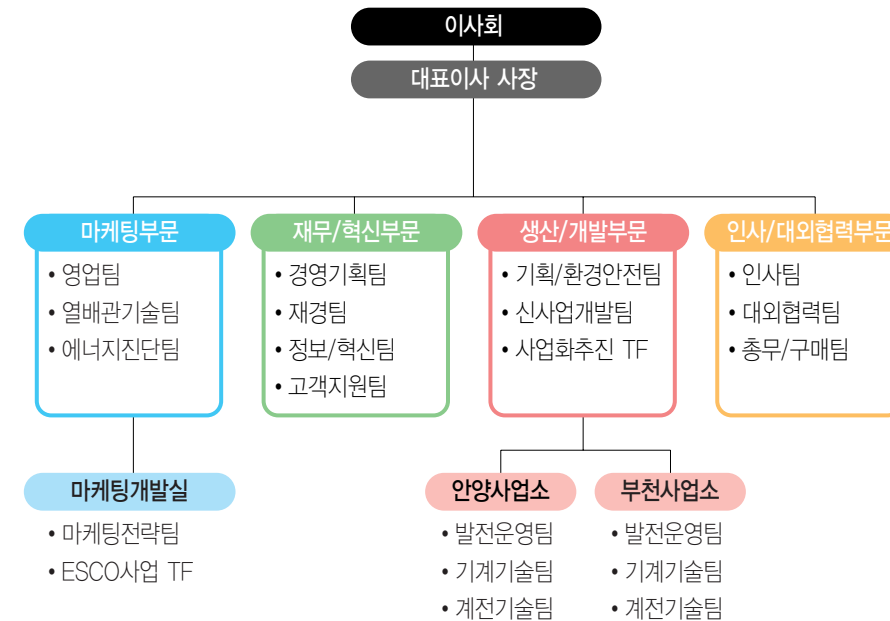 이사회
대표이사 사장
마케팅부문
• 영업팀
• 열배관기술팀
• 에너지진단팀
재무/혁신부문
• 경영기획팀
• 재경팀
• 정보/혁신팀
• 고객지원팀
생산/개발부문
• 기획/환경안전팀
• 신사업개발팀
• 사업화추진 TF
인사/대외협력부문
• 인사팀
• 대외협력팀
• 총무/구매팀
마케팅개발실
• 마케팅전략팀
• ESCO사업 TF
안양사업소
• 발전운영팀
• 기계기술팀
• 계전기술팀
부천사업소
• 발전운영팀
• 기계기술팀
• 계전기술팀